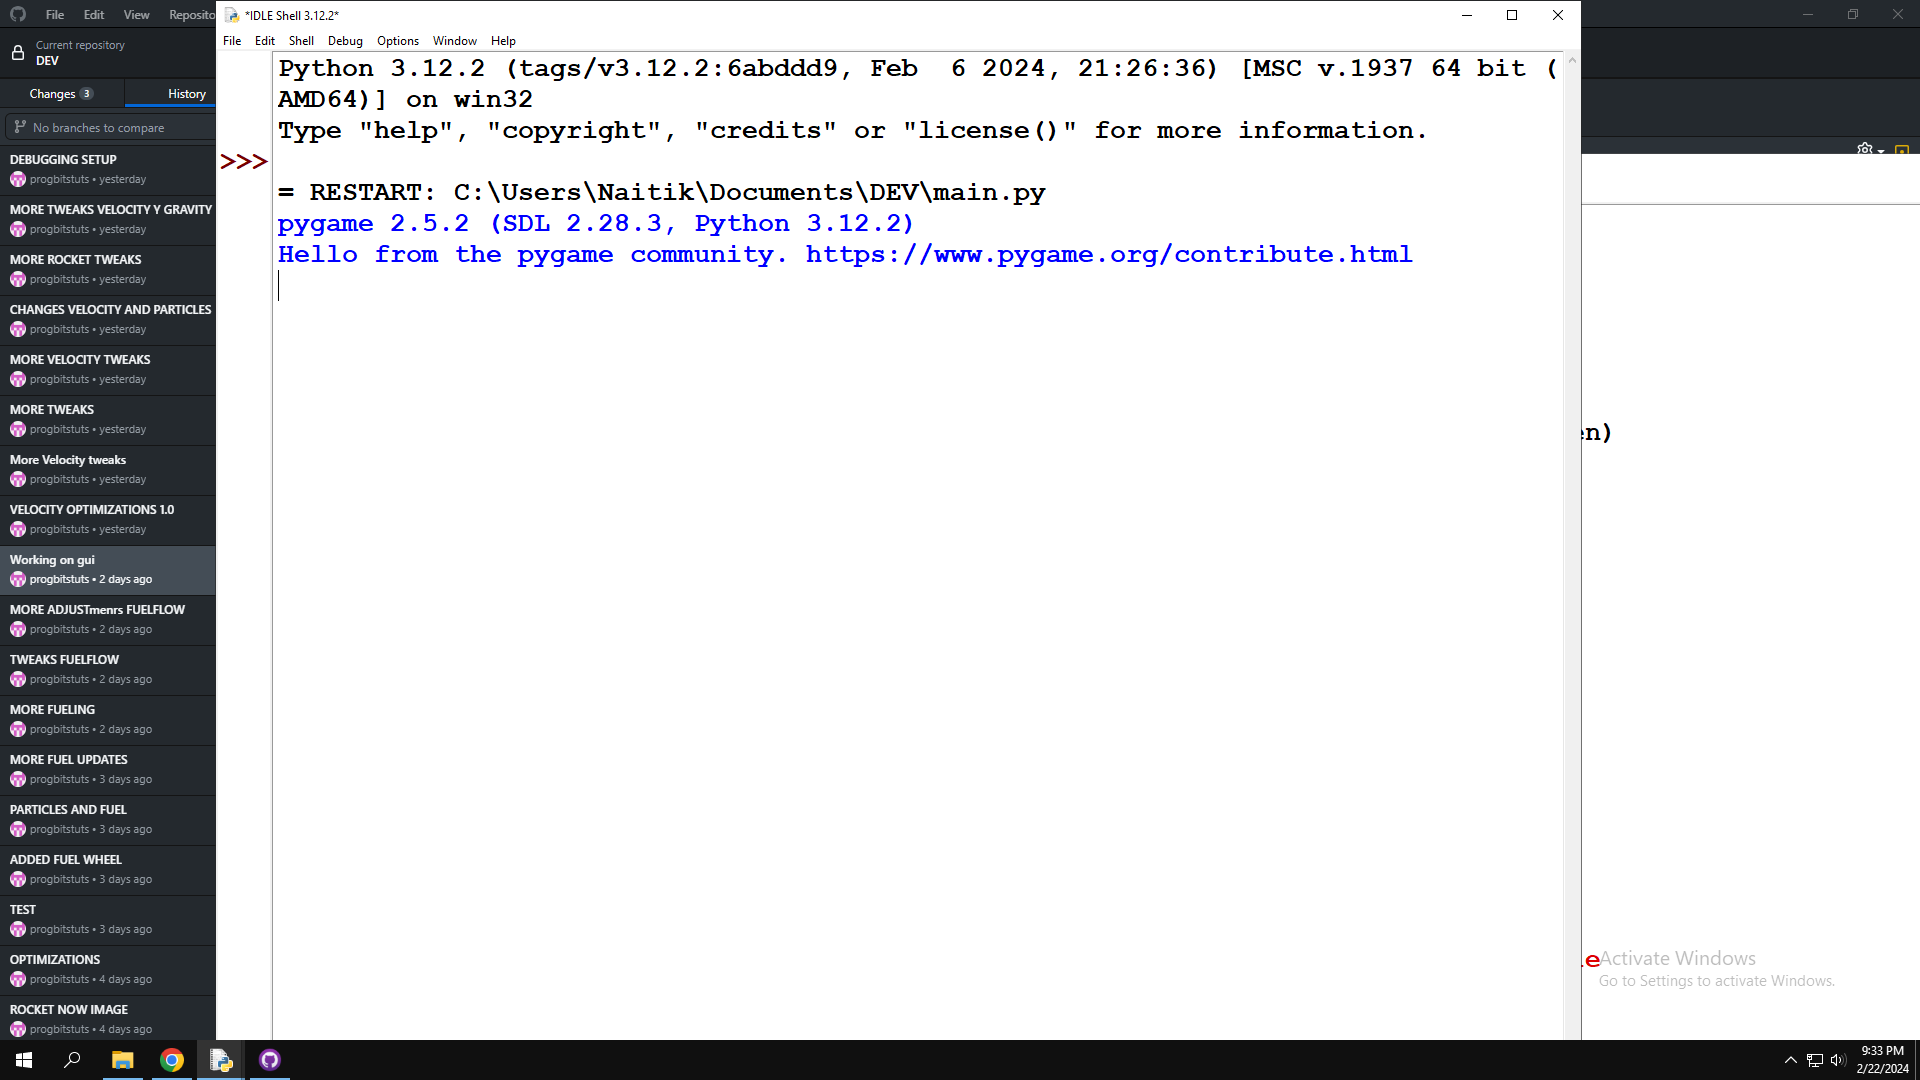 File Edit View Reposito
Current repository
DEV
Changes 3 History
No branches to compare
DEBUGGING SETUP
progbitstuts • yesterday
MORE TWEAKS VELOCITY Y GRAVITY
progbitstuts • yesterday
MORE ROCKET TWEAKS
progbitstuts • yesterday
CHANGES VELOCITY AND PARTICLES
progbitstuts • yesterday
MORE VELOCITY TWEAKS
progbitstuts • yesterday
MORE TWEAKS
progbitstuts • yesterday
More Velocity tweaks
progbitstuts • yesterday
VELOCITY OPTIMIZATIONS 1.0
progbitstuts • yesterday
Working on gui
progbitstuts • 2 days ago
MORE ADJUSTmenrs FUELFLOW
progbitstuts • 2 days ago
TWEAKS FUELFLOW
progbitstuts • 2 days ago
MORE FUELING
progbitstuts • 2 days ago
MORE FUEL UPDATES
progbitstuts • 3 days ago
PARTICLES AND FUEL
progbitstuts • 3 days ago
ADDED FUEL WHEEL
progbitstuts • 3 days ago
TEST
progbitstuts • 3 days ago
OPTIMIZATIONS
progbitstuts • 4 days ago
ROCKET NOW IMAGE
progbitstuts • 4 days ago
*IDLE Shell 3.12.2*
File Edit Shell Debug Options Window Help
Python 3.12.2 (tags/v3.12.2:6abddd9, Feb  6 2024, 21:26:36) [MSC v.1937 64 bit (
AMD64)] on win32
Type "help", "copyright", "credits" or "license()" for more information.
>>>
= RESTART: C:\Users\Naitik\Documents\DEV\main.py
pygame 2.5.2 (SDL 2.28.3, Python 3.12.2)
Hello from the pygame community. https://www.pygame.org/contribute.html
en)
e
Activate Windows
Go to Settings to activate Windows.
9:33 PM
2/22/2024